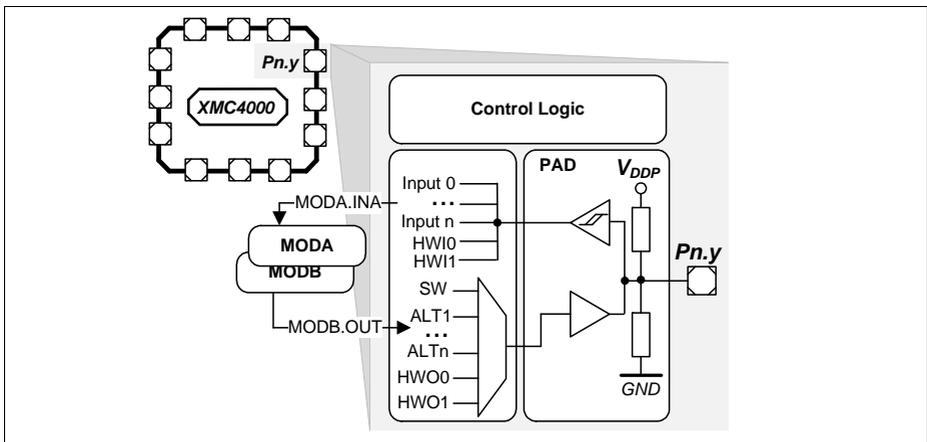 Pn.y
XMC4000
Control Logic
PAD
VDDP
Input 0
...
Input n
HWI0
HWI1
MODA.INA
MODA
MODB
MODB.OUT
SW
ALT1
...
ALTn
HWO0
HWO1
Pn.y
GND